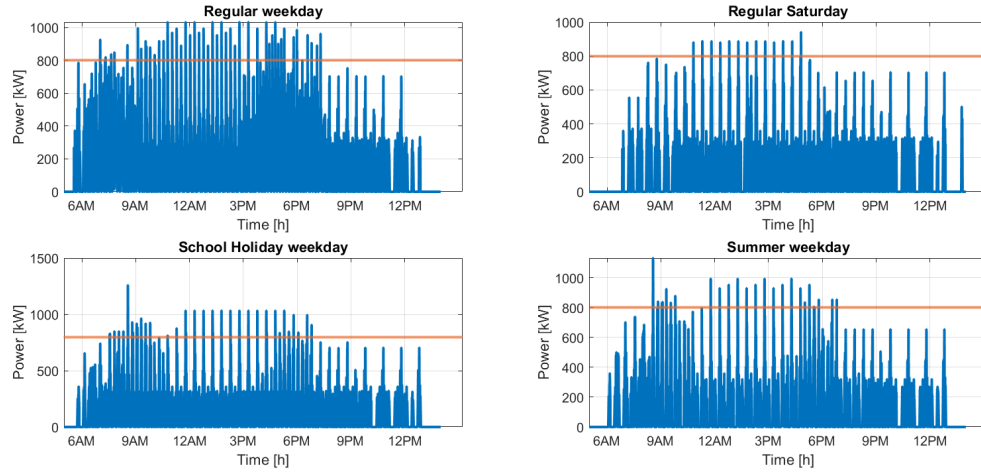 Regular weekday
Power [kW]
1000
800
600
400
200
0
6AM 9AM 12AM 3PM 6PM 9PM 12PM
Time [h]
Regular Saturday
Power [kW]
1000
800
600
400
200
0
6AM 9AM 12AM 3PM 6PM 9PM 12PM
Time [h]
School Holiday weekday
Power [kW]
1500
1000
500
0
6AM 9AM 12AM 3PM 6PM 9PM 12PM
Time [h]
Summer weekday
Power [kW]
1000
800
600
400
200
0
6AM 9AM 12AM 3PM 6PM 9PM 12PM
Time [h]